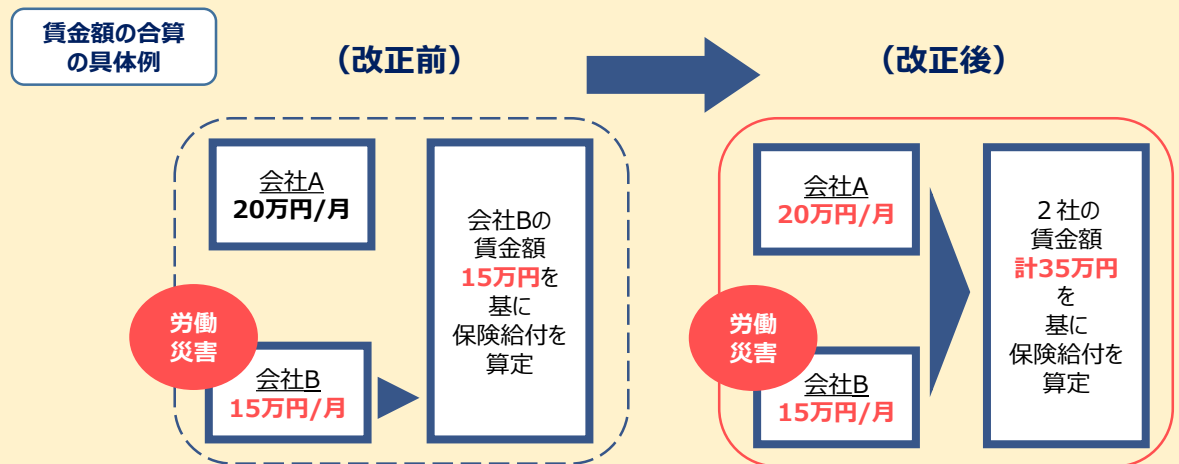 賃金額の合算
の具体例
（改正前）
（改正後）
会社A
20万円/月
労働
災害
会社B
15万円/月
会社Bの
賃金額
15万円を
基に
保険給付を
算定
会社A
20万円/月
労働
災害
会社B
15万円/月
２社の
賃金額
計35万円
を
基に
保険給付を
算定